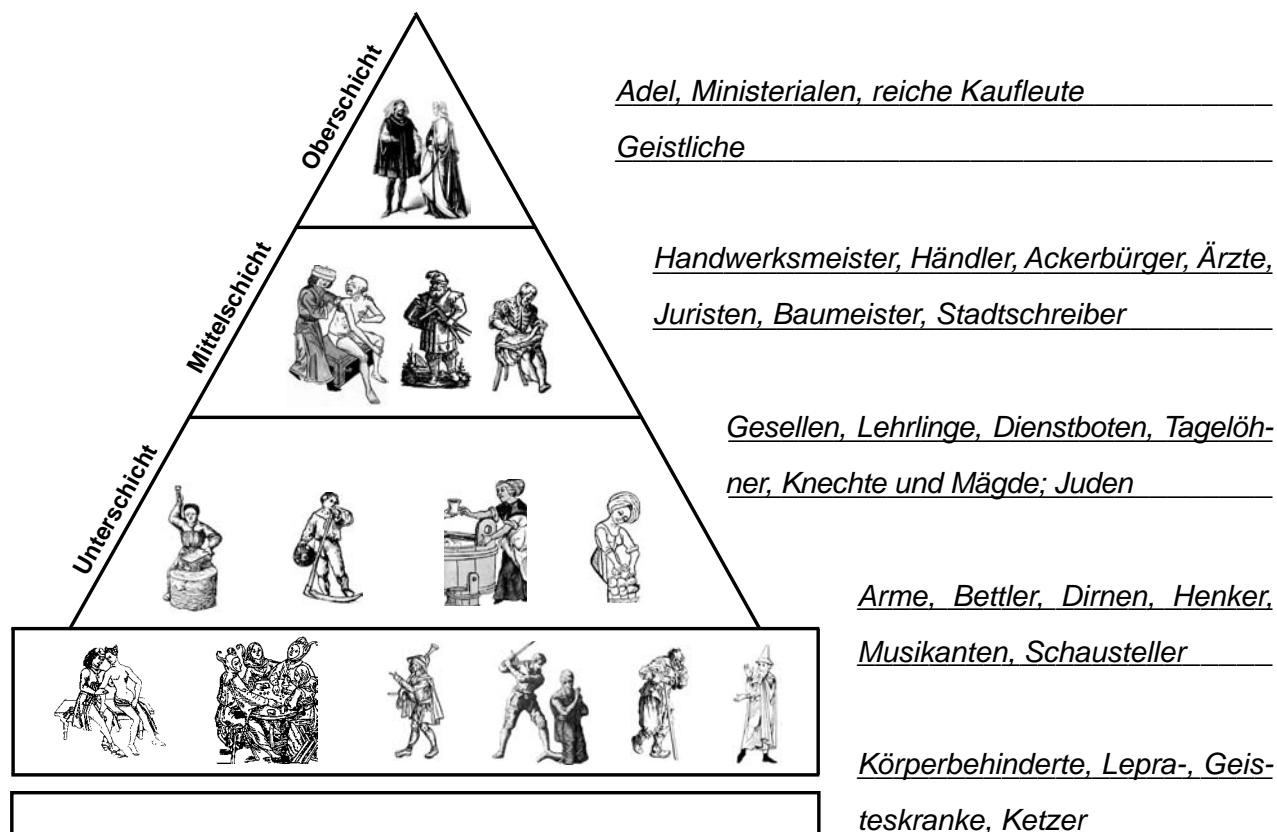 Oberschicht
Adel, Ministerialen, reiche Kaufleute
Geistliche
Mittelschicht
Handwerksmeister, Händler, Ackerbürger, Ärzte,
Juristen, Baumeister, Stadtschreiber
Unterschicht
Gesellen, Lehrlinge, Dienstboten, Tagelöh-
ner, Knechte und Mägde; Juden
Arme, Bettler, Dirnen, Henker,
Musikanten, Schausteller
Körperbehinderte, Lepra-, Geis-
teskranke, Ketzer